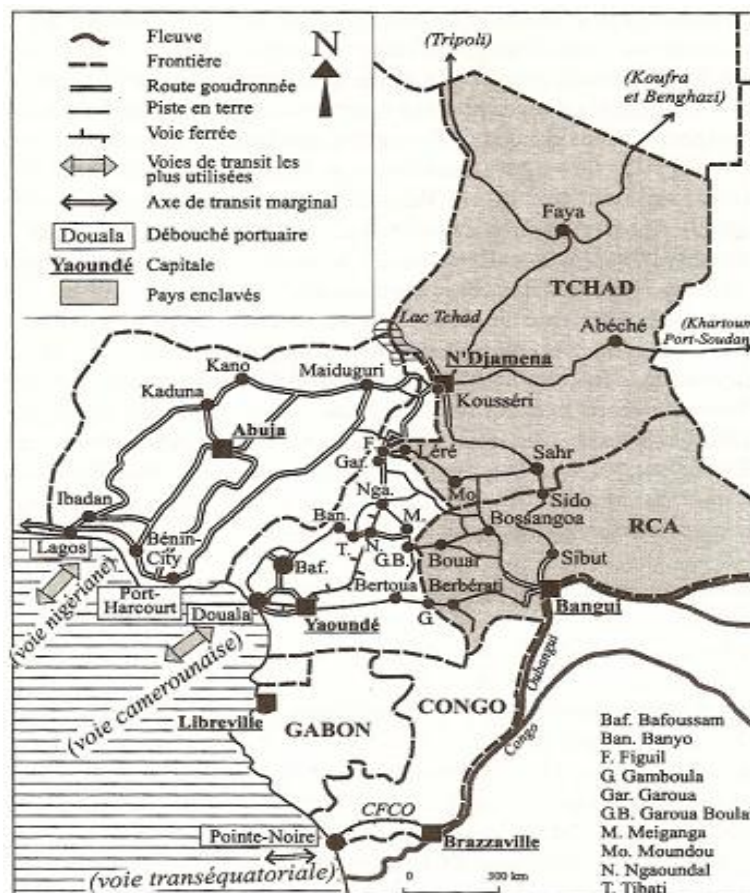 Fleuve
Frontière
Route goudronnée
Piste en terre
Voie ferrée
Voies de transit les
plus utilisées
Axe de transit marginal
Douala Débouché portuaire
Yaoundé Capitale
Pays enclavés
N
(Tripoli)
(Koufra
et Benghazi)
Faya
TCHAD
Lac Tchad
Abéché
(Khartoum
Port-Soudan
N'Djamena
Kousséri
Kano
Maiduguri
Kaduna
Abuja
F.
Léré
Gar.
Sahr
Mo.
Sido
Nga.
Bossangoa
RCA
Ibadan
Ban.
M.
T.
N.
G.B.
Bouar
Sibut
Lagos
Bénin-
City
Baf.
Bertoua
Berbérati
Port-
Harcourt
Douala
Yaoundé
G.
Bangui
(voie nigériane)
(voie camerounaise)
Oubangui
Libreville
GABON
CONGO
Congo
CFCO
Pointe-Noire
Brazzaville
(voie transéquatoriale)
0 300 km
Baf. Bafoussam
Ban. Banyo
F. Figuil
G. Gamboula
Gar. Garoua
G.B. Garoua Boulaï
M. Meiganga
Mo. Moundou
N. Ngaoundal
T. Tibati